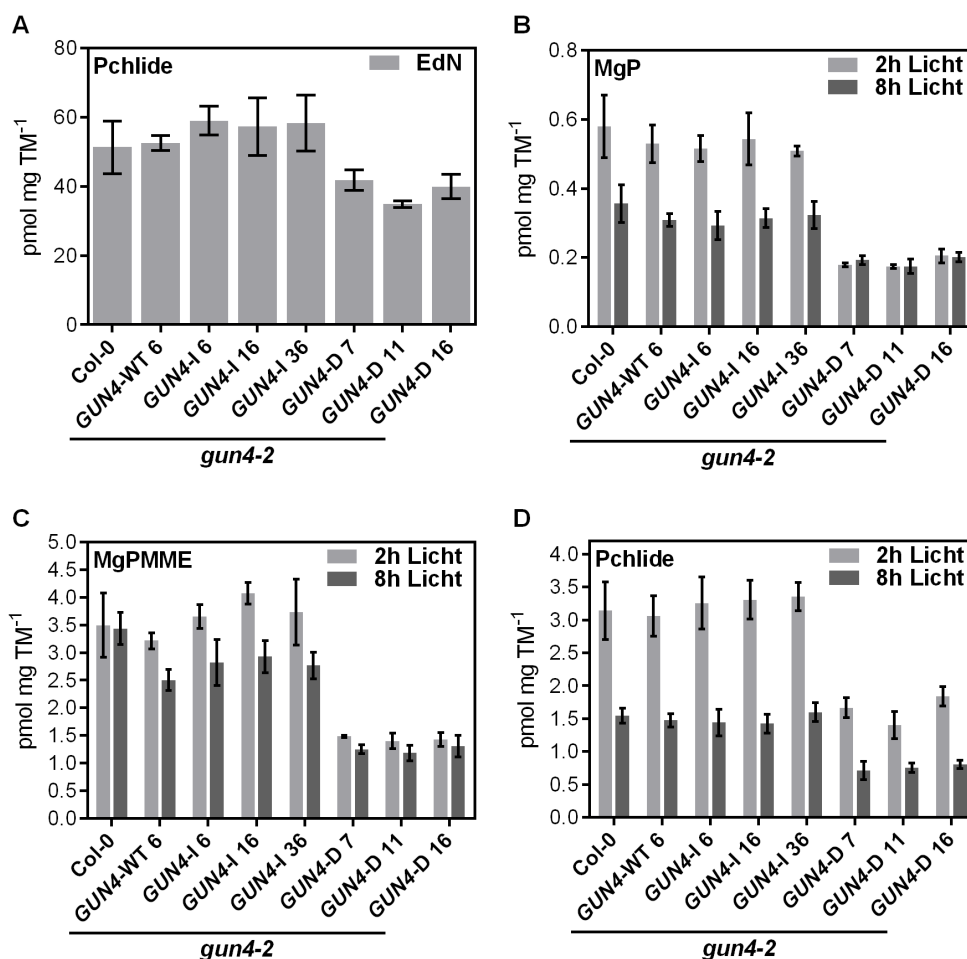 A
Pchlide
EdN
pmol mg TM⁻¹
80
60
40
20
0
Col-0
GUN4-WT 6
GUN4-I 6
GUN4-I 16
GUN4-I 36
GUN4-D 7
GUN4-D 11
GUN4-D 16
gun4-2
B
MgP
2h Licht
8h Licht
pmol mg TM⁻¹
0.8
0.6
0.4
0.2
0.0
Col-0
GUN4-WT 6
GUN4-I 6
GUN4-I 16
GUN4-I 36
GUN4-D 7
GUN4-D 11
GUN4-D 16
gun4-2
C
MgPMME
2h Licht
8h Licht
pmol mg TM⁻¹
5.0
4.5
4.0
3.5
3.0
2.5
2.0
1.5
1.0
0.5
0.0
Col-0
GUN4-WT 6
GUN4-I 6
GUN4-I 16
GUN4-I 36
GUN4-D 7
GUN4-D 11
GUN4-D 16
gun4-2
D
Pchlide
2h Licht
8h Licht
pmol mg TM⁻¹
4.0
3.5
3.0
2.5
2.0
1.5
1.0
0.5
0.0
Col-0
GUN4-WT 6
GUN4-I 6
GUN4-I 16
GUN4-I 36
GUN4-D 7
GUN4-D 11
GUN4-D 16
gun4-2